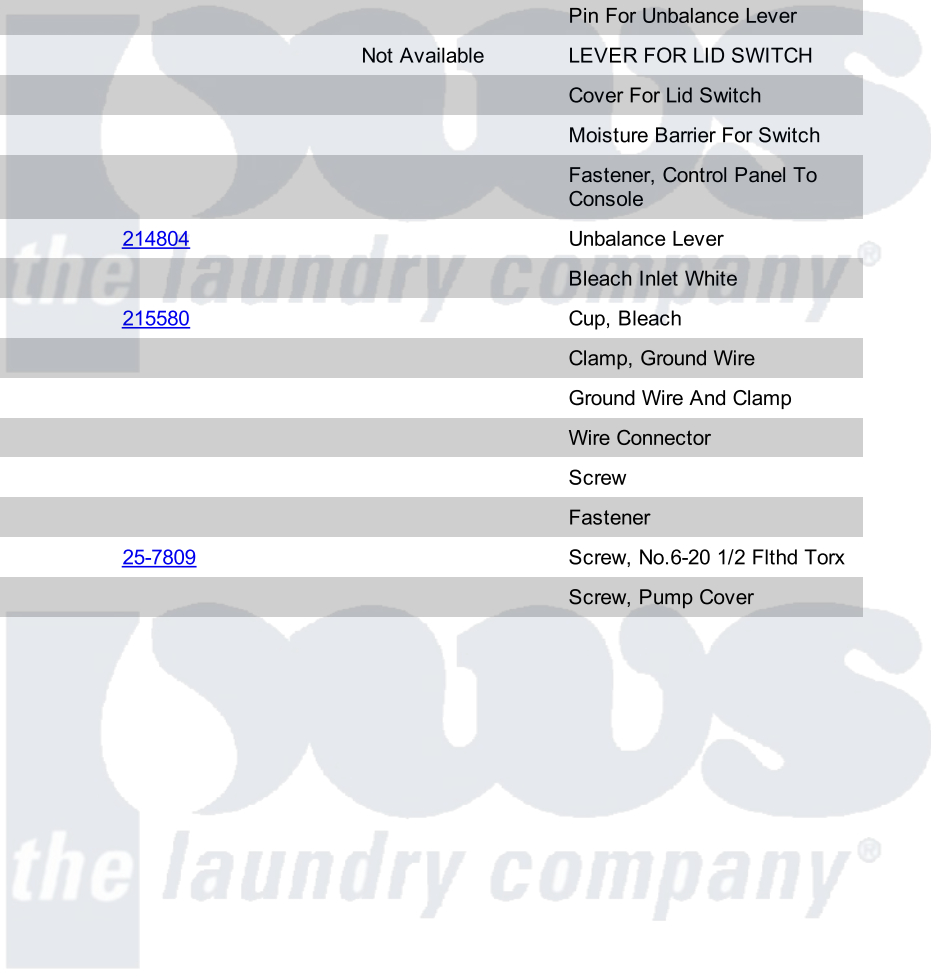 Pin For Unbalance Lever
Not Available LEVER FOR LID SWITCH
Cover For Lid Switch
Moisture Barrier For Switch
Fastener, Control Panel To
Console
214804 Unbalance Lever
Bleach Inlet White
215580 Cup, Bleach
Clamp, Ground Wire
Ground Wire And Clamp
Wire Connector
Screw
Fastener
25-7809 Screw, No.6-20 1/2 Flthd Torx
Screw, Pump Cover
pws
the laundry company®
pws
the laundry company®